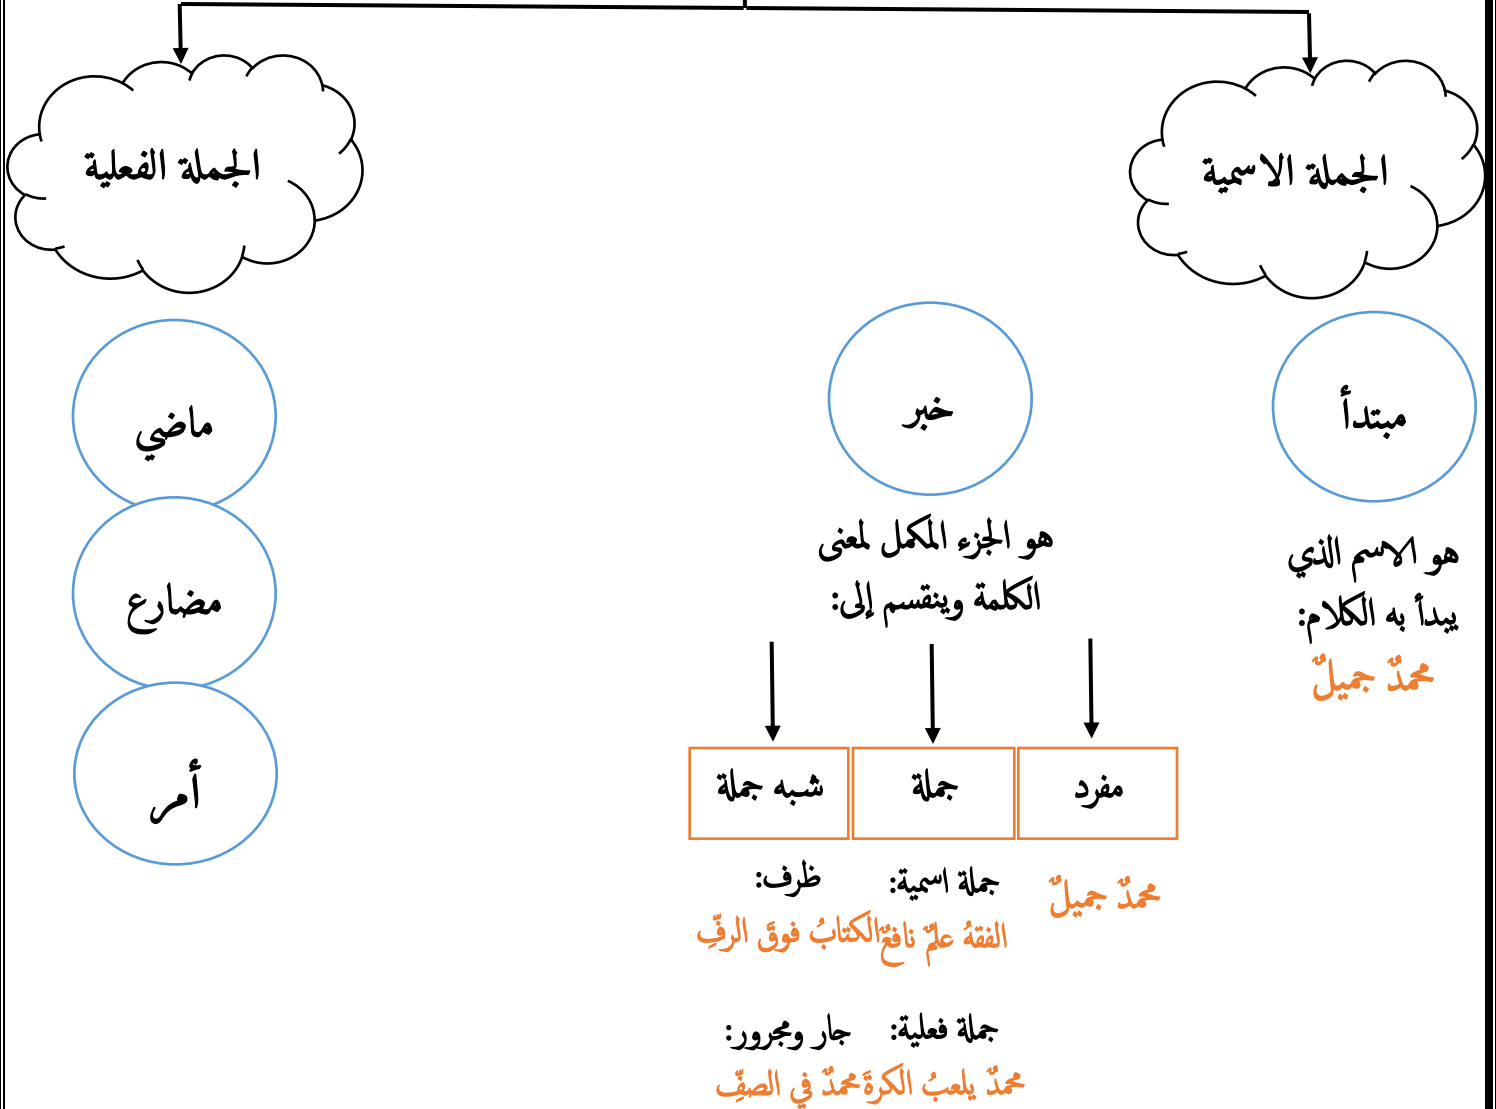 الجملة الاسمية
الجملة الفعلية
مبتدأ
هو الاسم الذي
يبدأ به الكلام:
محمدٌ جميلٌ
خبر
هو الجزء المكمل لمعنى
الكلمة وينقسم إلى:
مفرد
محمدٌ جميلٌ
جملة
جملة اسمية:
الفقهُ علمٌ نافعٌ
جملة فعلية:
محمدٌ يلعبُ الكرةَ
شبه جملة
ظرف:
الكتابُ فوقَ الرفِّ
جار ومجرور:
محمدٌ في الصفِّ
ماضي
مضارع
أمر